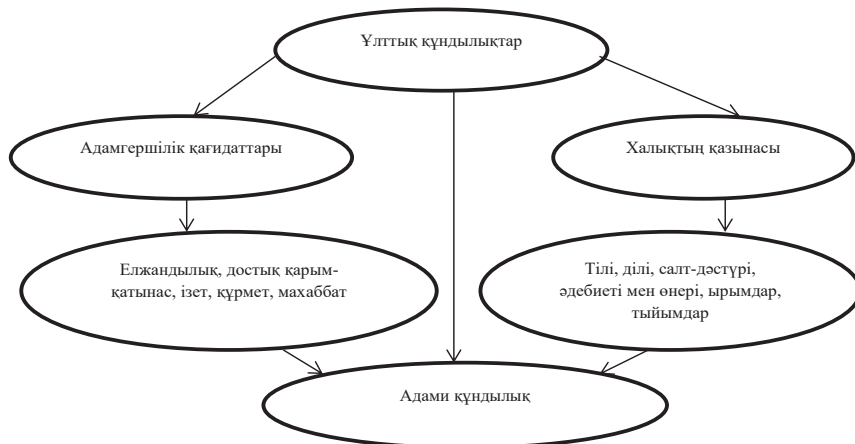 Ұлттық құндылықтар
Адамгершілік қағидаттары
Халықтың қазынасы
Елжандылық, достық қарым-
қатынас, ізет, құрмет, махаббат
Тілі, ділі, салт-дәстүрі,
әдебиеті мен өнері, ырымдар,
тыйымдар
Адами құндылық